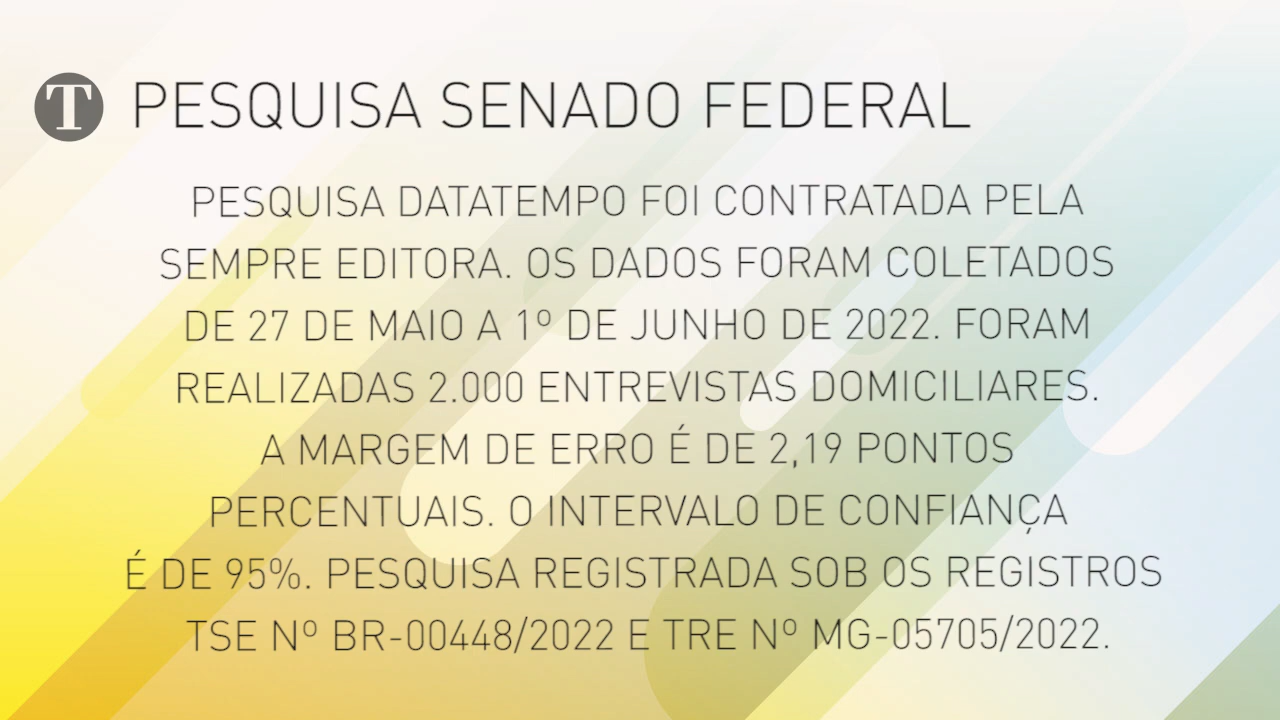 T PESQUISA SENADO FEDERAL
PESQUISA DATATEMPO FOI CONTRATADA PELA
SEMPRE EDITORA. OS DADOS FORAM COLETADOS
DE 27 DE MAIO A 1º DE JUNHO DE 2022. FORAM
REALIZADAS 2.000 ENTREVISTAS DOMICILIARES.
A MARGEM DE ERRO É DE 2,19 PONTOS
PERCENTUAIS. O INTERVALO DE CONFIANÇA
É DE 95%. PESQUISA REGISTRADA SOB OS REGISTROS
TSE Nº BR-00448/2022 E TRE Nº MG-05705/2022.